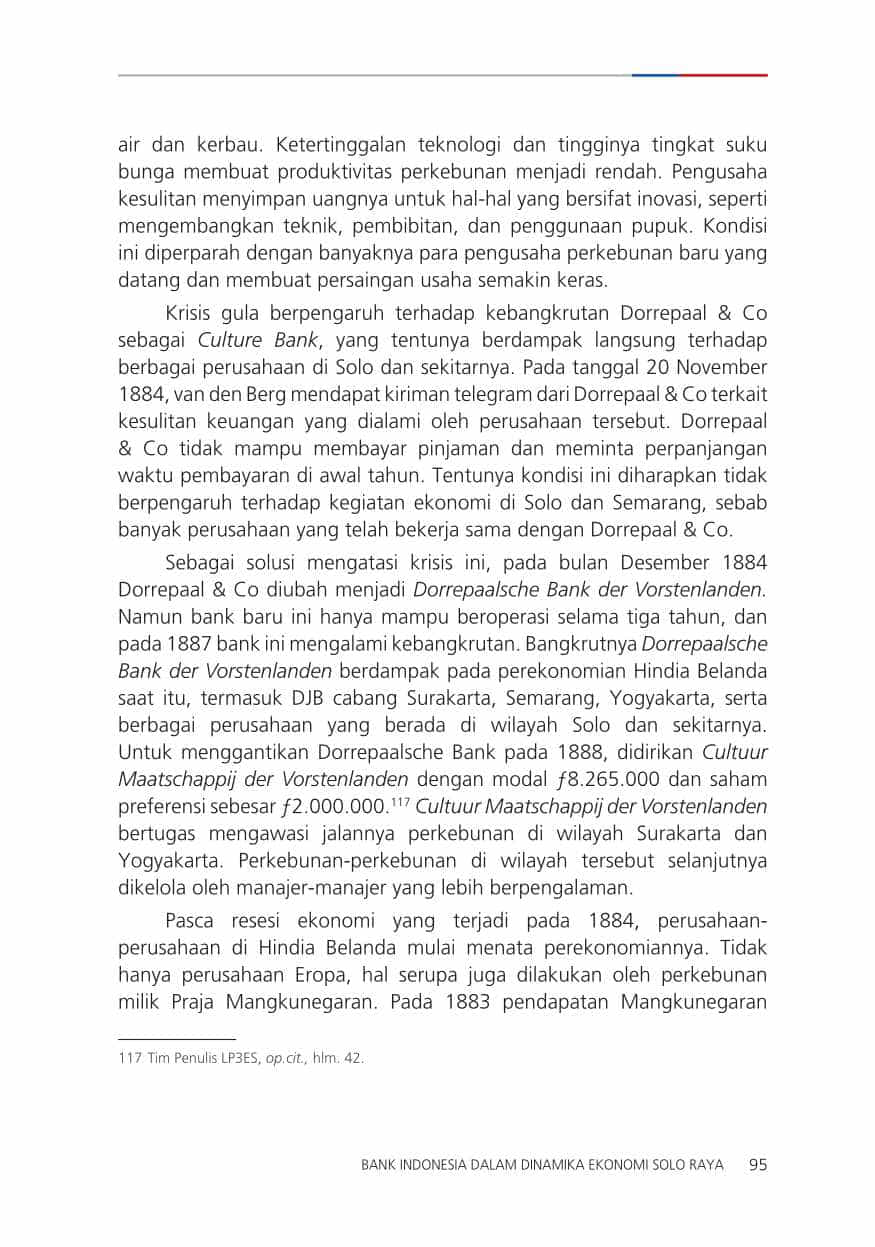 air dan kerbau. Ketertinggalan teknologi dan tingginya tingkat suku
bunga membuat produktivitas perkebunan menjadi rendah. Pengusaha
kesulitan menyimpan uangnya untuk hal-hal yang bersifat inovasi, seperti
mengembangkan teknik, pembibitan, dan penggunaan pupuk. Kondisi
ini diperparah dengan banyaknya para pengusaha perkebunan baru yang
datang dan membuat persaingan usaha semakin keras.
Krisis gula berpengaruh terhadap kebangkrutan Dorrepaal & Co
sebagai Culture Bank, yang tentunya berdampak langsung terhadap
berbagai perusahaan di Solo dan sekitarnya. Pada tanggal 20 November
1884, van den Berg mendapat kiriman telegram dari Dorrepaal & Co terkait
kesulitan keuangan yang dialami oleh perusahaan tersebut. Dorrepaal
& Co tidak mampu membayar pinjaman dan meminta perpanjangan
waktu pembayaran di awal tahun. Tentunya kondisi ini diharapkan tidak
berpengaruh terhadap kegiatan ekonomi di Solo dan Semarang, sebab
banyak perusahaan yang telah bekerja sama dengan Dorrepaal & Co.
Sebagai solusi mengatasi krisis ini, pada bulan Desember 1884
Dorrepaal & Co diubah menjadi Dorrepaalsche Bank der Vorstenlanden.
Namun bank baru ini hanya mampu beroperasi selama tiga tahun, dan
pada 1887 bank ini mengalami kebangkrutan. Bangkrutnya Dorrepaalsche
Bank der Vorstenlanden berdampak pada perekonomian Hindia Belanda
saat itu, termasuk DJB cabang Surakarta, Semarang, Yogyakarta, serta
berbagai perusahaan yang berada di wilayah Solo dan sekitarnya.
Untuk menggantikan Dorrepaalsche Bank pada 1888, didirikan Cultuur
Maatschappij der Vorstenlanden dengan modal ƒ8.265.000 dan saham
preferensi sebesar ƒ2.000.000.117 Cultuur Maatschappij der Vorstenlanden
bertugas mengawasi jalannya perkebunan di wilayah Surakarta dan
Yogyakarta. Perkebunan-perkebunan di wilayah tersebut selanjutnya
dikelola oleh manajer-manajer yang lebih berpengalaman.
Pasca resesi ekonomi yang terjadi pada 1884, perusahaan-
perusahaan di Hindia Belanda mulai menata perekonomiannya. Tidak
hanya perusahaan Eropa, hal serupa juga dilakukan oleh perkebunan
milik Praja Mangkunegaran. Pada 1883 pendapatan Mangkunegaran
117 Tim Penulis LP3ES, op.cit., hlm. 42.
BANK INDONESIA DALAM DINAMIKA EKONOMI SOLO RAYA 95